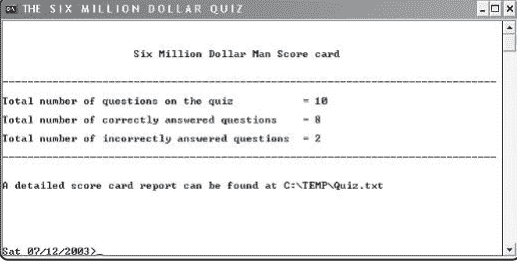 THE SIX MILLION DOLLAR QUIZ
Six Million Dollar Man Score card
Total number of questions on the quiz = 10
Total number of correctly answered questions = 8
Total number of incorrectly answered questions = 2
A detailed score card report can be found at C:\TEMP\Quiz.txt
Sat 07/12/2003>_